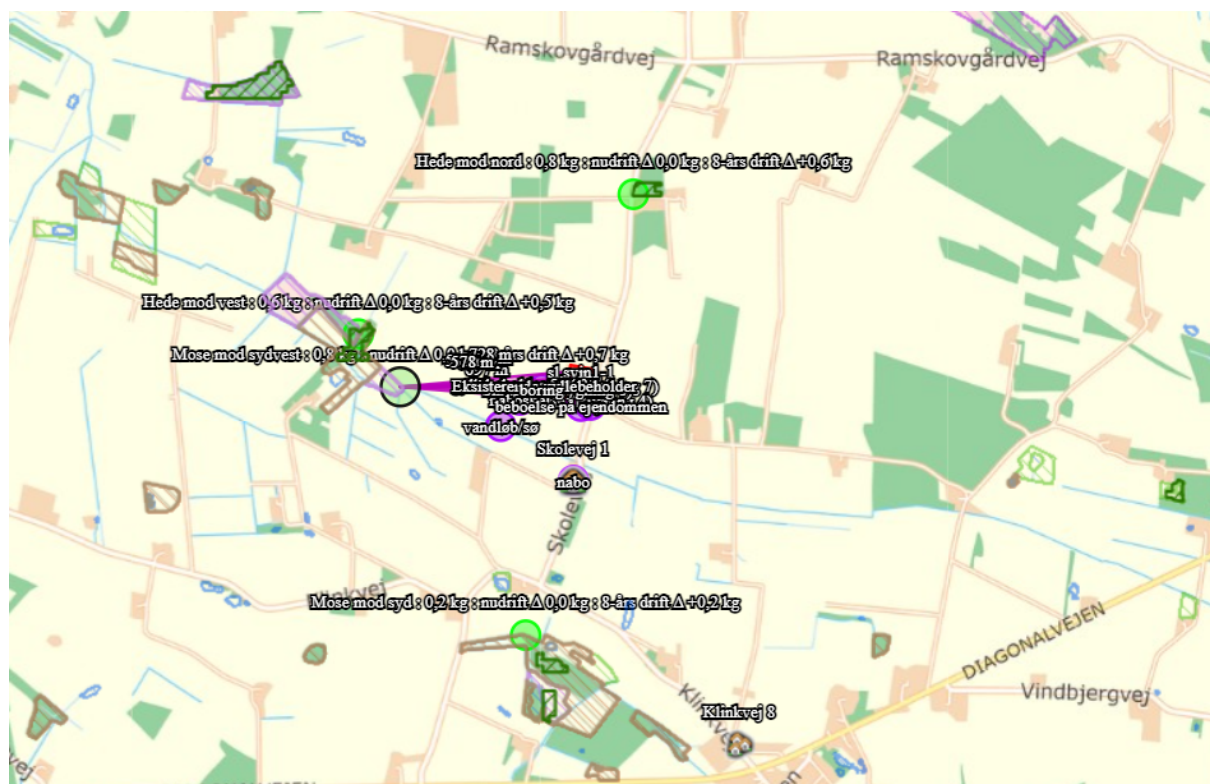 Ramskovgårdvej
Ramskovgårdvej
Hede mod nord : 0,8 kg : nudrift Δ 0,0 kg : 8-års drift Δ +0,6 kg
Hede mod vest : 0,6 kg : nudrift Δ 0,0 kg : 8-års drift Δ +0,5 kg
Mose mod sydvest : 0,8 nudrift Δ drift Δ +0,7 kg
578 m
sl.svin1-1
beboelse på ejendommen
vandløb/sø
Skolevej 1
nabo
Mose mod syd : 0,2 kg : nudrift Δ 0,0 kg : 8-års drift Δ +0,2 kg
DIAGONALVEJEN
Vindbjergvej
Klinkvej 8